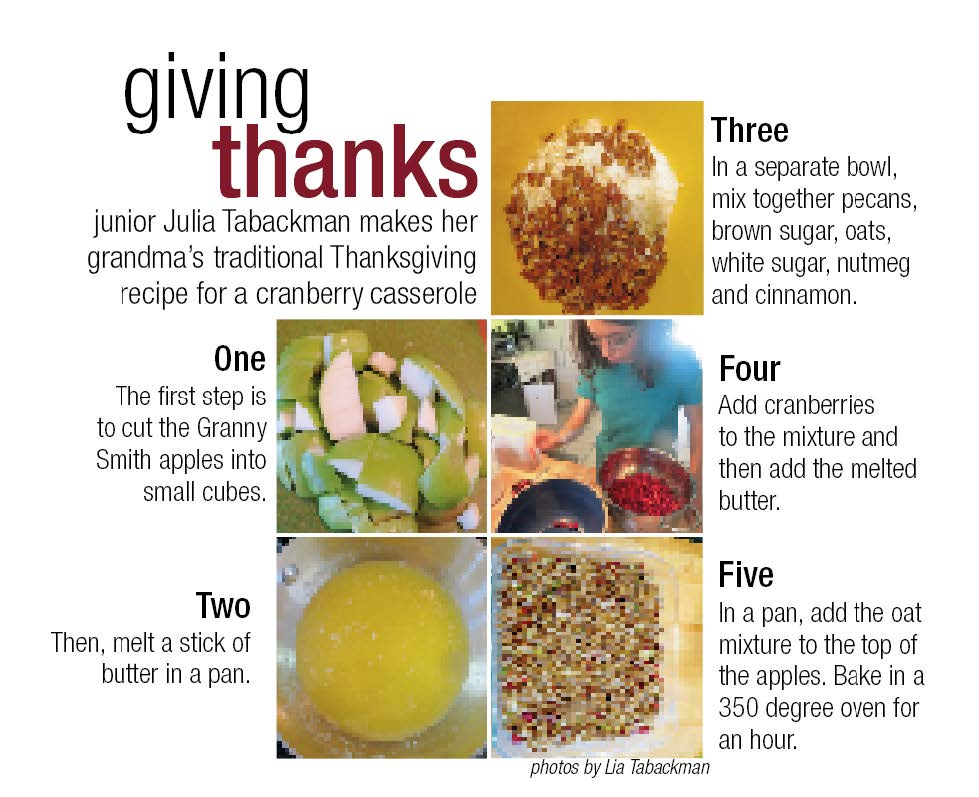 giving
thanks
junior Julia Tabackman makes her
grandma's traditional Thanksgiving
recipe for a cranberry casserole
One
The first step is
to cut the Granny
Smith apples into
small cubes.
Two
Then, melt a stick of
butter in a pan.
Three
In a separate bowl,
mix together pecans,
brown sugar, oats,
white sugar, nutmeg
and cinnamon.
Four
Add cranberries
to the mixture and
then add the melted
butter.
Five
In a pan, add the oat
mixture to the top of
the apples. Bake in a
350 degree oven for
an hour.
photos by Lia Tabackman